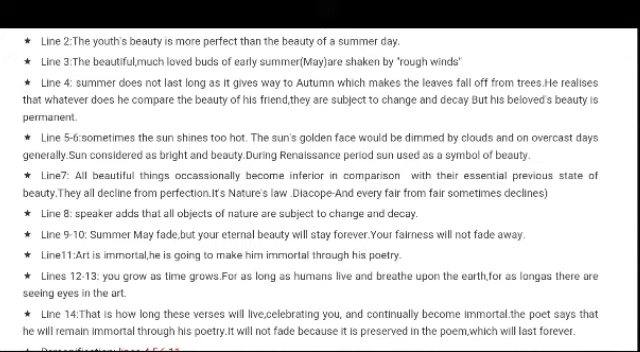 ★ Line 2:The youth's beauty is more perfect than the beauty of a summer day.
★ Line 3:The beautiful,much loved buds of early summer(May)are shaken by "rough winds"
★ Line 4: summer does not last long as it gives way to Autumn which makes the leaves fall off from trees.He realises
that whatever does he compare the beauty of his friend,they are subject to change and decay But his beloved's beauty is
permanent.
★ Line 5-6:sometimes the sun shines too hot. The sun's golden face would be dimmed by clouds and on overcast days
generally.Sun considered as bright and beauty.During Renaissance period sun used as a symbol of beauty.
★ Line7: All beautiful things occassionally become inferior in comparison with their essential previous state of
beauty.They all decline from perfection.It's Nature's law .Diacope-And every fair from fair sometimes declines)
★ Line 8: speaker adds that all objects of nature are subject to change and decay.
★ Line 9-10: Summer May fade,but your eternal beauty will stay forever.Your fairness will not fade away.
★ Line11:Art is immortal,he is going to make him immortal through his poetry.
★ Lines 12-13: you grow as time grows.For as long as humans live and breathe upon the earth,for as longas there are
seeing eyes in the art.
★ Line 14:That is how long these verses will live,celebrating you, and continually become immortal.the poet says that
he will remain immortal through his poetry.It will not fade because it is preserved in the poem,which will last forever.